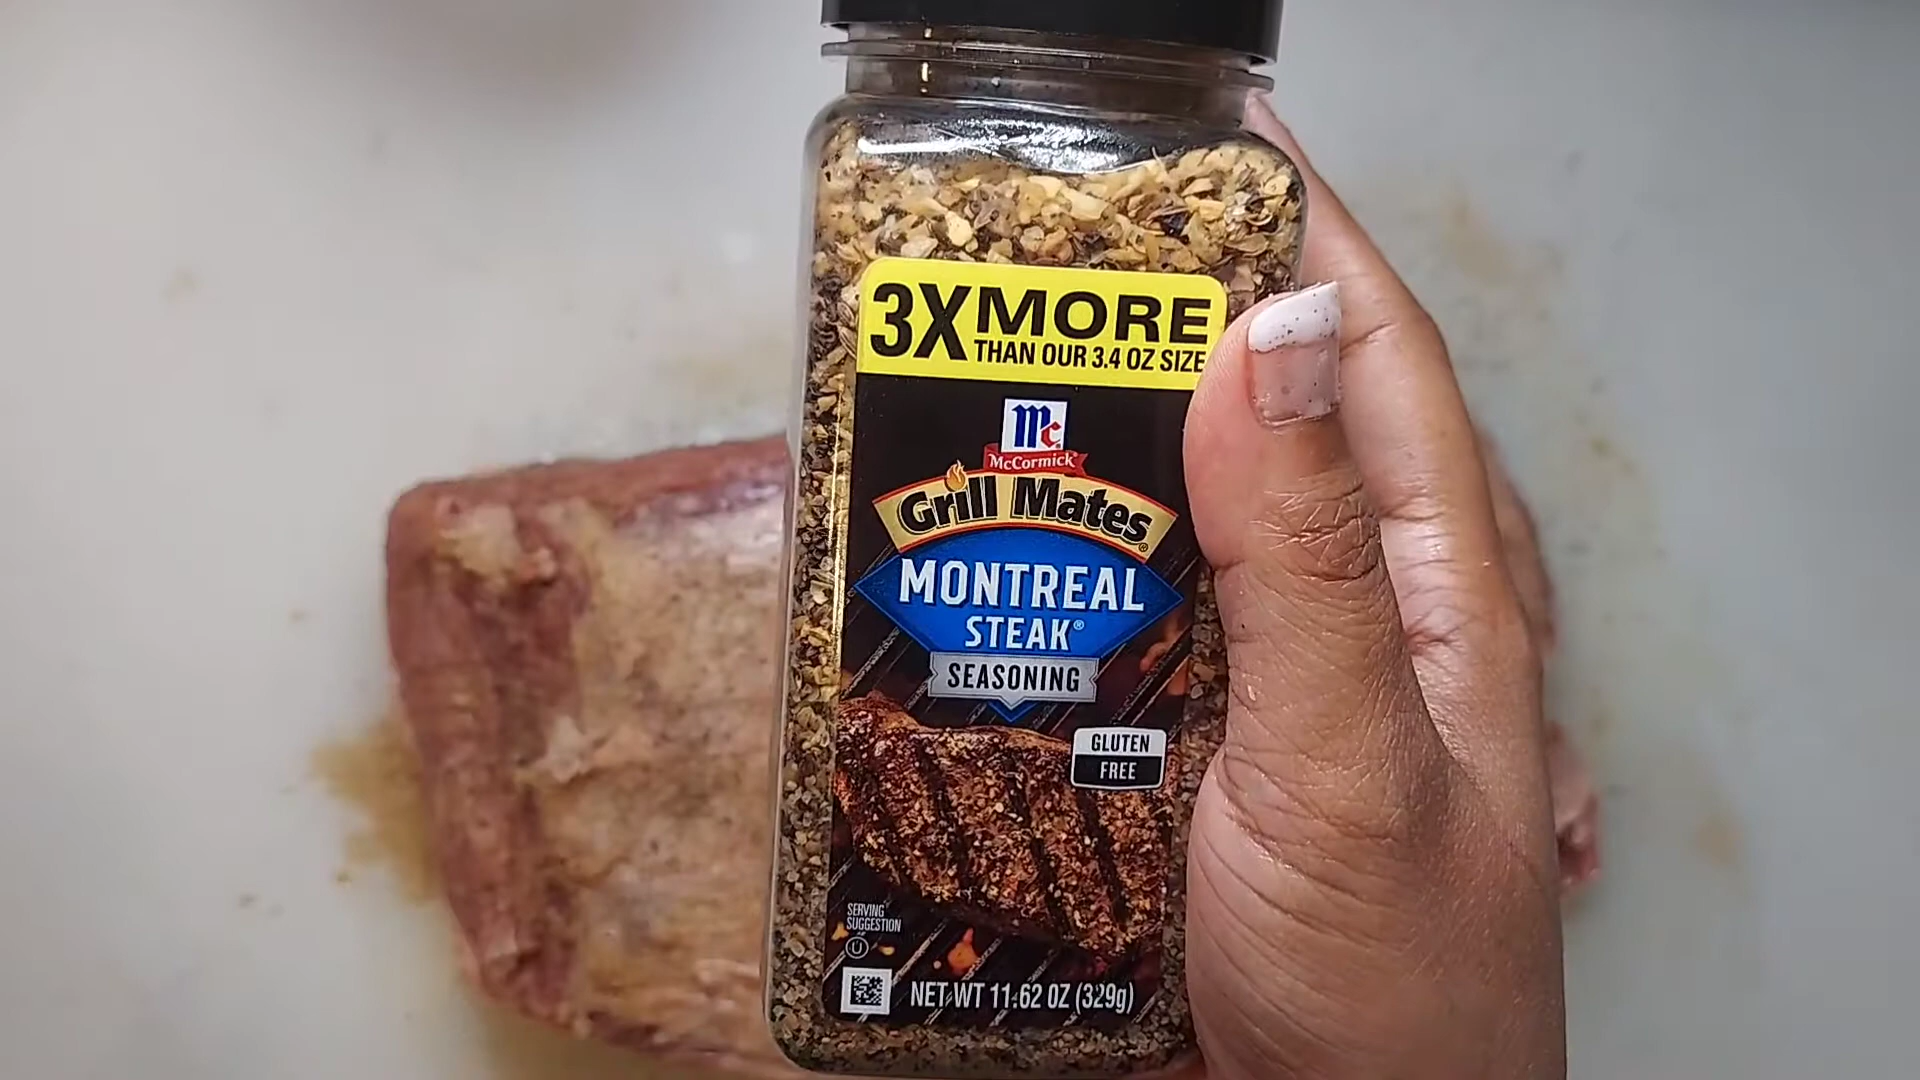 3X MORE
THAN OUR 3.4 OZ SIZE
Mc
McCormick®
Grill Mates®
MONTREAL
STEAK®
SEASONING
GLUTEN
FREE
SERVING
SUGGESTION
U
NET WT 11.62 OZ (329g)